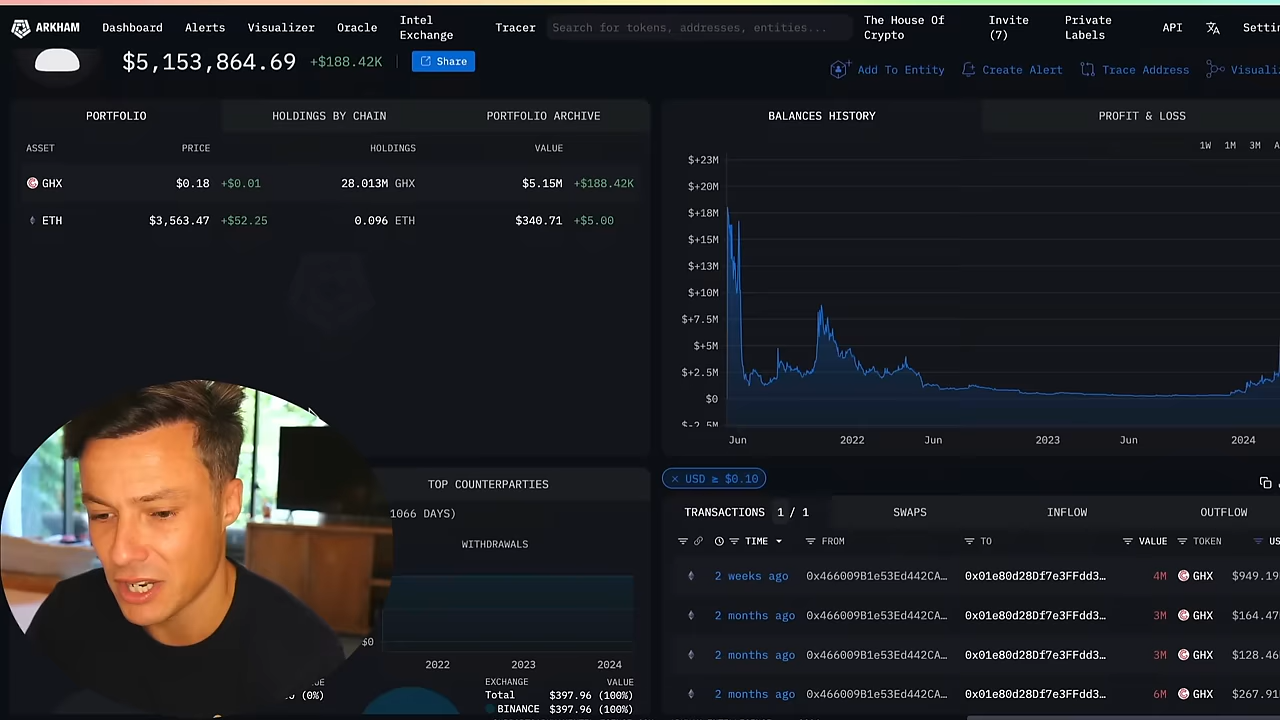 ARKHAM
Dashboard
Alerts
Visualizer
Oracle
Intel
Exchange
Tracer
Search for tokens, addresses, entities...
The House Of
Crypto
Invite
(7)
Private
Labels
API
Settin
$5,153,864.69
+$188.42K
Share
Add To Entity
Create Alert
Trace Address
Visuali
PORTFOLIO
HOLDINGS BY CHAIN
PORTFOLIO ARCHIVE
ASSET PRICE HOLDINGS VALUE
GHX $0.18 +$0.01 28.013M GHX $5.15M +$188.42K
ETH $3,563.47 +$52.25 0.096 ETH $340.71 +$5.00
BALANCES HISTORY
PROFIT & LOSS
1W 1M 3M A
$+23M
$+20M
$+18M
$+15M
$+13M
$+10M
$+7.5M
$+5M
$+2.5M
$0
$-2.5M
Jun 2022 Jun 2023 Jun 2024
TOP COUNTERPARTIES
1066 DAYS)
WITHDRAWALS
$0
2022 2023 2024
EXCHANGE VALUE
(0%)
Total $397.96 (100%)
BINANCE $397.96 (100%)
× USD ≥ $0.10
TRANSACTIONS 1 / 1
SWAPS
INFLOW
OUTFLOW
TIME FROM TO VALUE TOKEN US
2 weeks ago 0x466009B1e53Ed442CA… 0x01e80d28Df7e3FFdd3… 4M GHX $949.19
2 months ago 0x466009B1e53Ed442CA… 0x01e80d28Df7e3FFdd3… 3M GHX $164.47
2 months ago 0x466009B1e53Ed442CA… 0x01e80d28Df7e3FFdd3… 3M GHX $128.46
2 months ago 0x466009B1e53Ed442CA… 0x01e80d28Df7e3FFdd3… 6M GHX $267.91